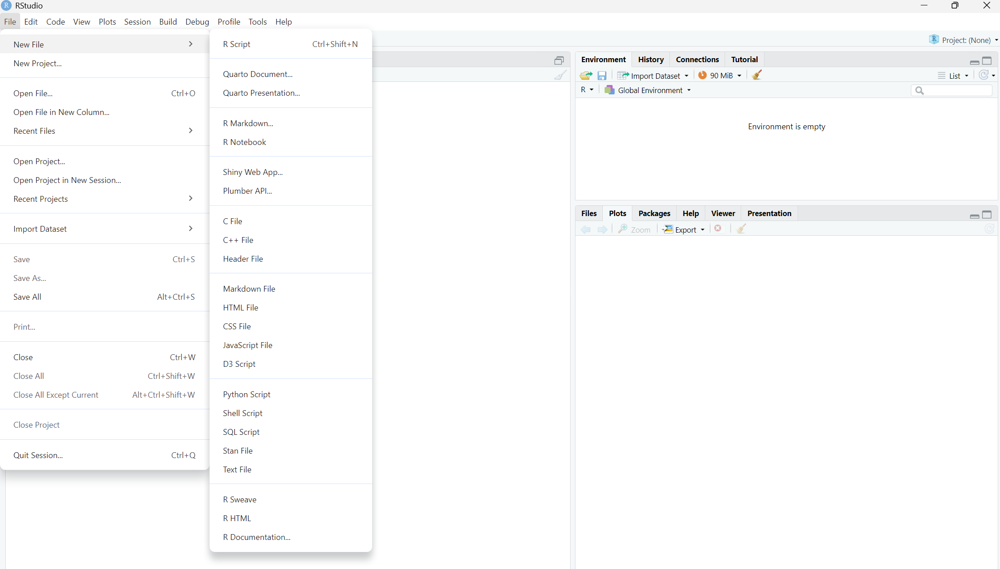 RStudio
File Edit Code View Plots Session Build Debug Profile Tools Help
Project: (None)
New File
New Project...
Open File... Ctrl+O
Open File in New Column...
Recent Files
Open Project...
Open Project in New Session...
Recent Projects
Import Dataset
Save Ctrl+S
Save As...
Save All Alt+Ctrl+S
Print...
Close Ctrl+W
Close All Ctrl+Shift+W
Close All Except Current Alt+Ctrl+Shift+W
Close Project
Quit Session... Ctrl+Q
R Script Ctrl+Shift+N
Quarto Document...
Quarto Presentation...
R Markdown...
R Notebook
Shiny Web App...
Plumber API...
C File
C++ File
Header File
Markdown File
HTML File
CSS File
JavaScript File
D3 Script
Python Script
Shell Script
SQL Script
Stan File
Text File
R Sweave
R HTML
R Documentation...
Environment History Connections Tutorial
Import Dataset 90 MiB List
R Global Environment
Environment is empty
Files Plots Packages Help Viewer Presentation
Zoom Export